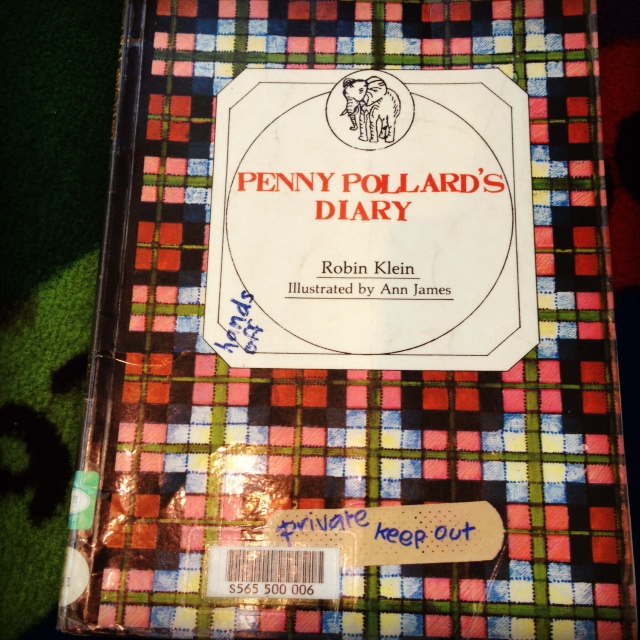 PENNY POLLARD'S
DIARY
Robin Klein
Illustrated by Ann James
hands
off
private keep out
S565 500 006